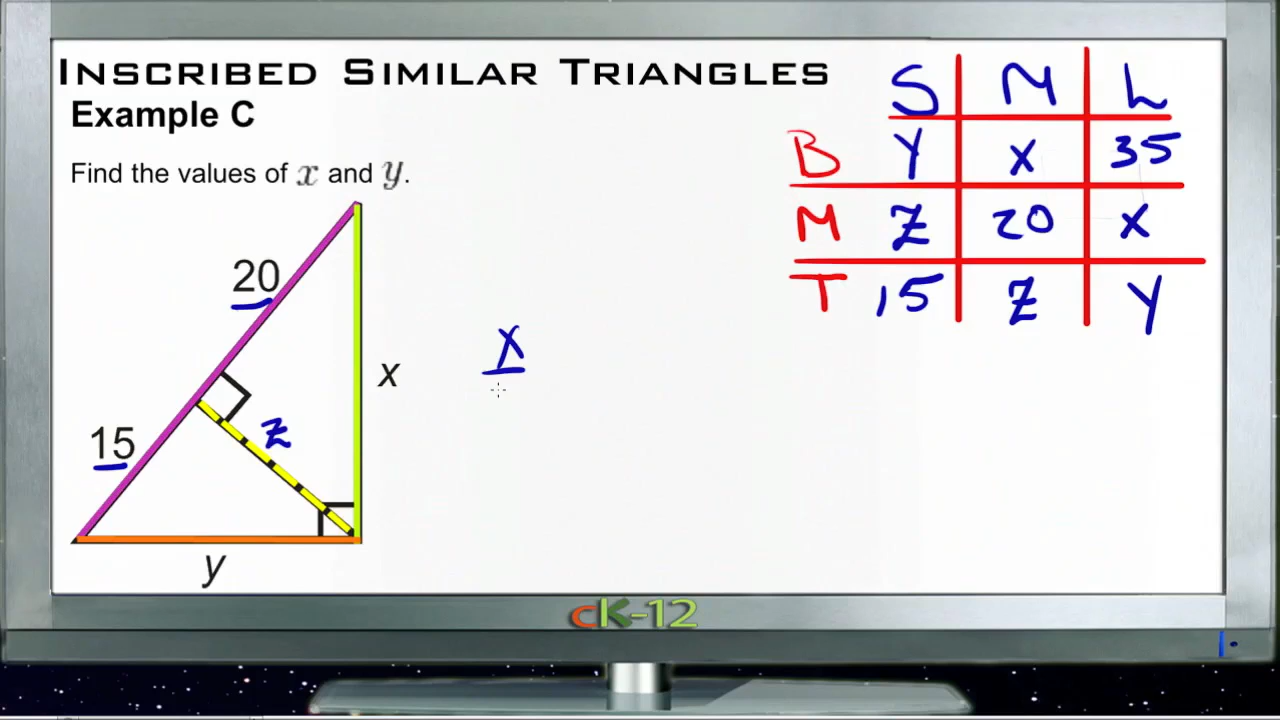 INSCRIBED SIMILAR TRIANGLES
Example C
Find the values of x and y.
S M L
B Y X 35
M Z 20 X
T 15 Z Y
20
x
15
z
y
X
cK-12